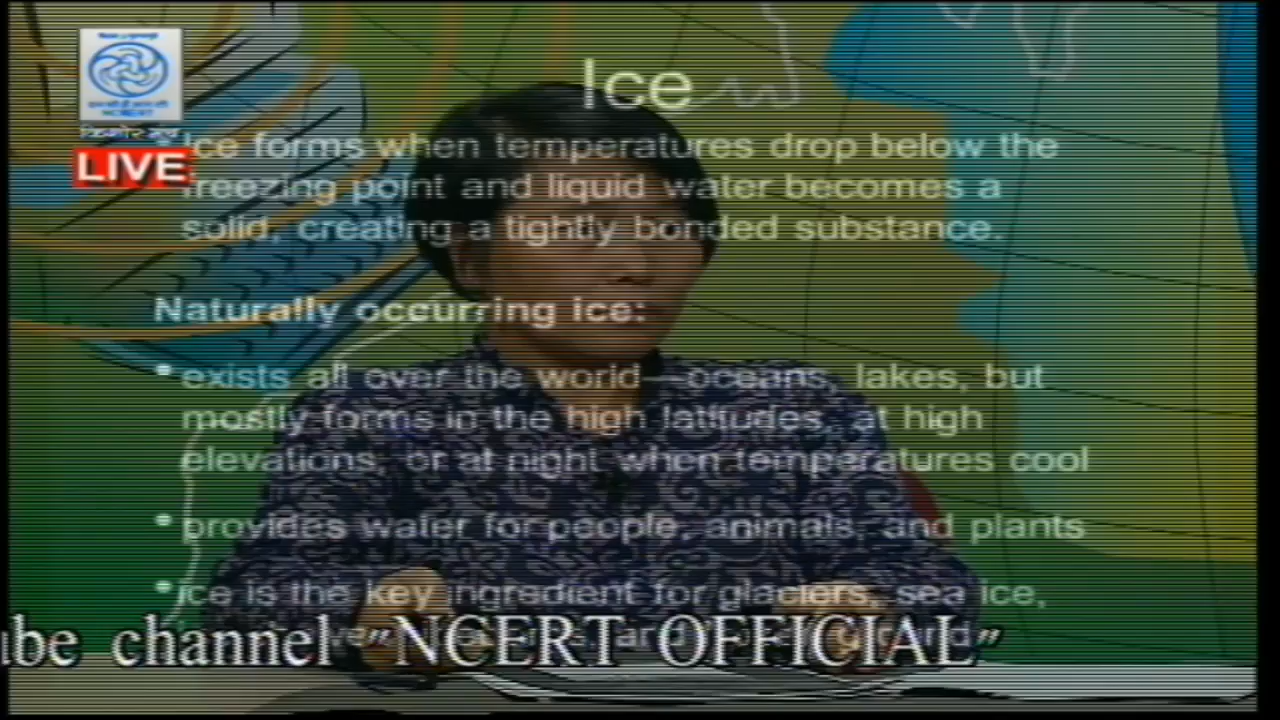 Ice
NCERT
LIVE
Ice forms when temperatures drop below the
freezing point and liquid water becomes a
solid, creating a tightly bonded substance.
Naturally occurring ice:
• exists all over the world—oceans, lakes, but
mostly forms in the high latitudes, at high
elevations, or at night when temperatures cool
• provides water for people, animals, and plants
• ice is the key ingredient for glaciers, sea ice,
ube channel "NCERT OFFICIAL"